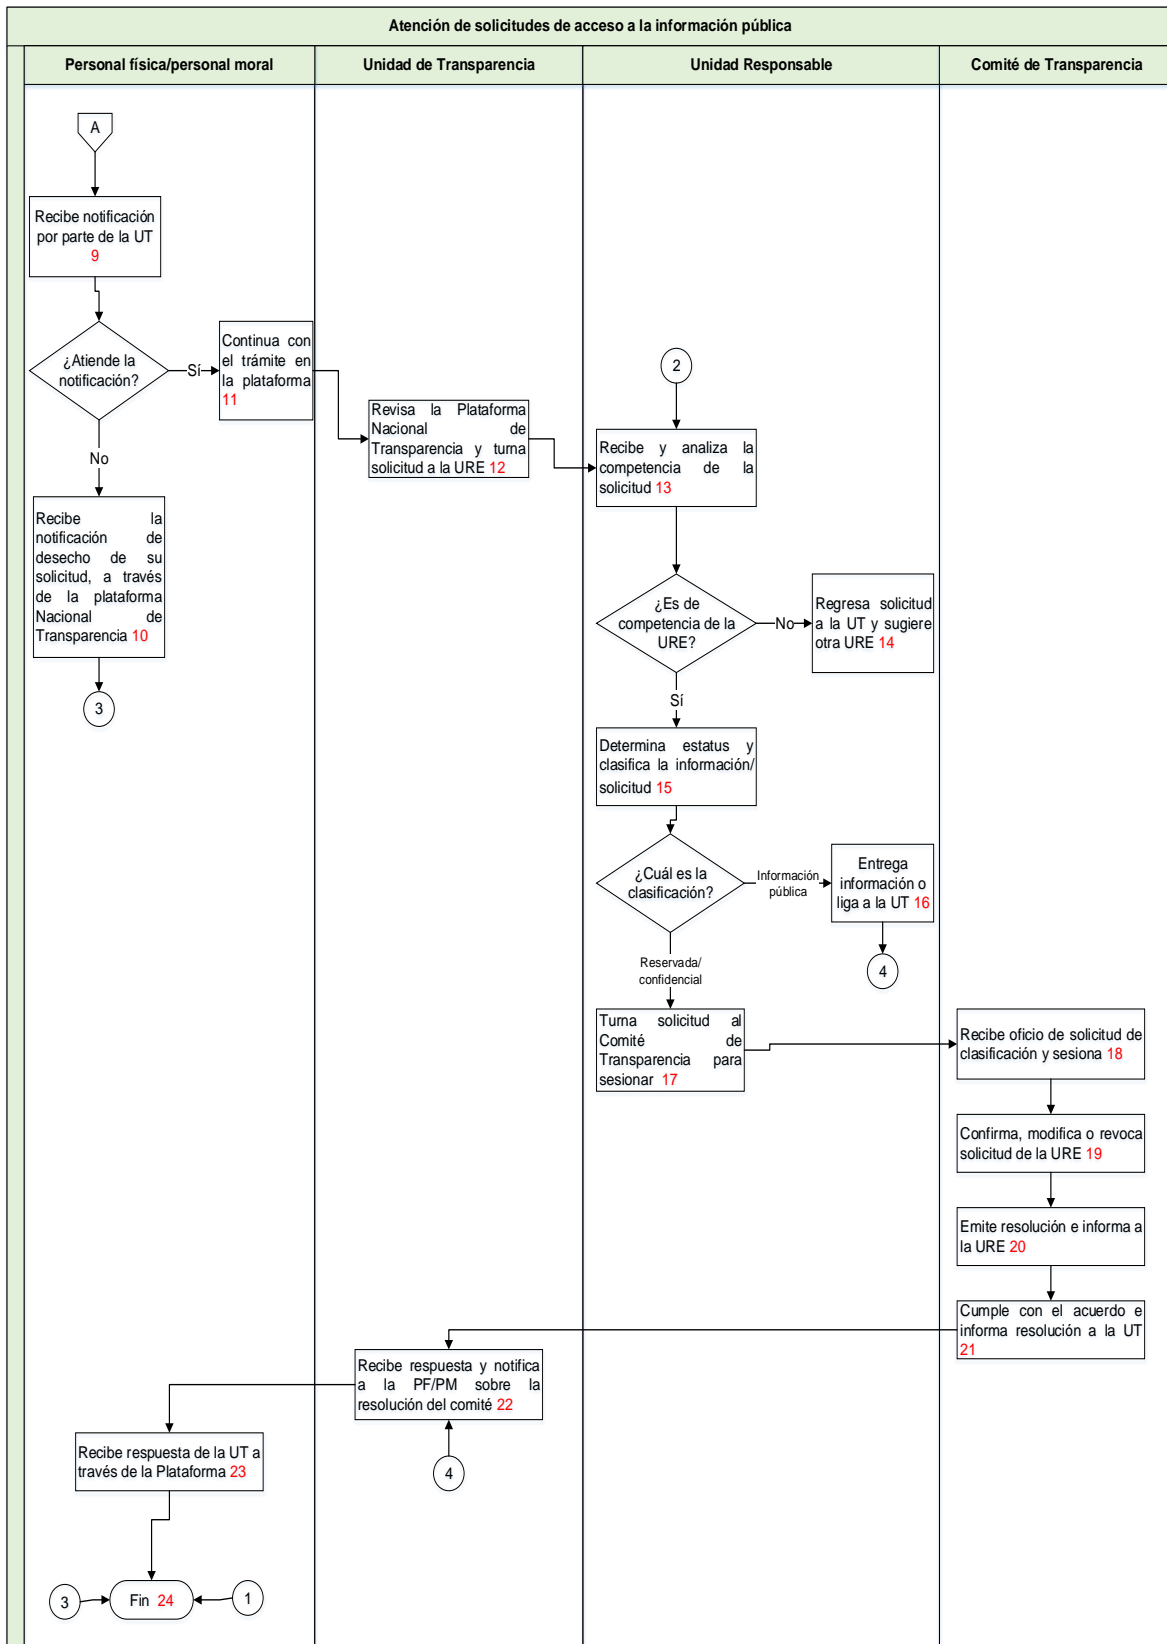 Atención de solicitudes de acceso a la información pública
Personal física/personal moral
Unidad de Transparencia
Unidad Responsable
Comité de Transparencia
A
Recibe notificación
por parte de la UT
9
¿Atiende la
notificación?
Sí
Continua con
el trámite en
la plataforma
11
No
Recibe la
notificación de
desecho de su
solicitud, a través
de la plataforma
Nacional de
Transparencia 10
3
Revisa la Plataforma
Nacional de
Transparencia y turna
solicitud a la URE 12
2
Recibe y analiza la
competencia de la
solicitud 13
¿Es de
competencia de la
URE?
No
Regresa solicitud
a la UT y sugiere
otra URE 14
Sí
Determina estatus y
clasifica la información/
solicitud 15
¿Cuál es la
clasificación?
Información
pública
Entrega
información o
liga a la UT 16
4
Reservada/
confidencial
Turna solicitud al
Comité de
Transparencia para
sesionar 17
Recibe oficio de solicitud de
clasificación y sesiona 18
Confirma, modifica o revoca
solicitud de la URE 19
Emite resolución e informa a
la URE 20
Cumple con el acuerdo e
informa resolución a la UT
21
Recibe respuesta y notifica
a la PF/PM sobre la
resolución del comité 22
4
Recibe respuesta de la UT a
través de la Plataforma 23
3
Fin 24
1